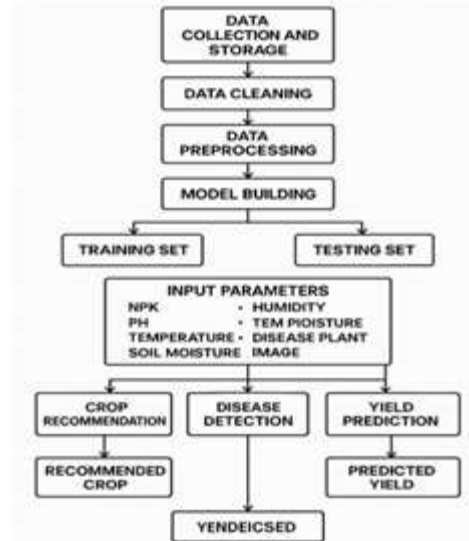 DATA
COLLECTION AND
STORAGE
DATA CLEANING
DATA
PREPROCESSING
MODEL BUILDING
TRAINING SET
TESTING SET
INPUT PARAMETERS
NPK • HUMIDITY
PH • TEM PIOISTURE
TEMPERATURE • DISEASE PLANT
SOIL MOISTURE IMAGE
CROP
RECOMMENDATION
DISEASE
DETECTION
YIELD
PREDICTION
RECOMMENDED
CROP
PREDICTED
YIELD
YENDEICSED